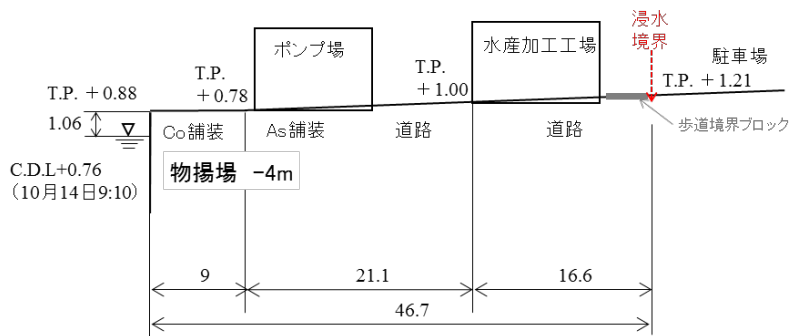 浸水
境界
ポンプ場
水産加工工場
駐車場
T.P.
+0.78
T.P.
+1.00
T.P. +1.21
T.P. +0.88
1.06
Co舗装
As舗装
道路
道路
歩道境界ブロック
C.D.L+0.76
(10月14日9:10)
物揚場 -4m
9
21.1
16.6
46.7